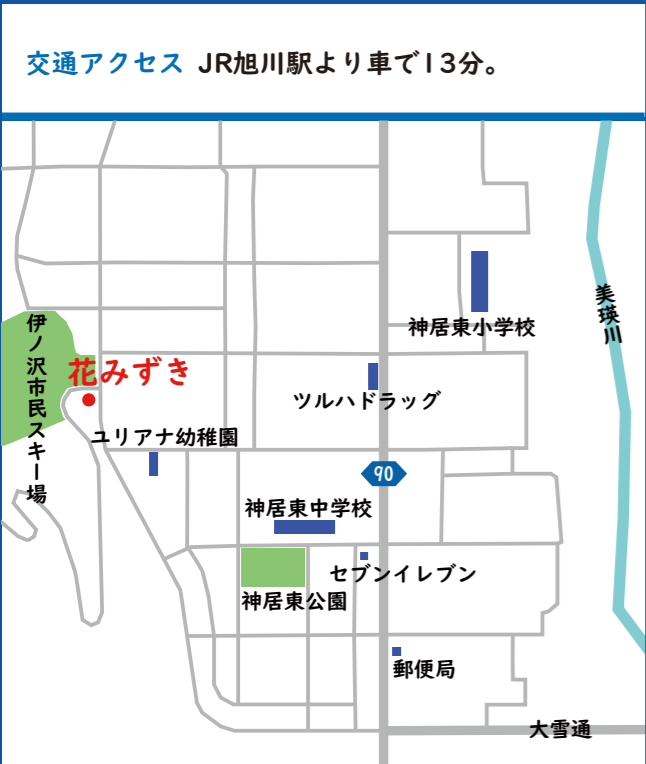 交通アクセス JR旭川駅より車で13分。
美瑛川
伊ノ沢市民スキー場
神居東小学校
花みずき
ツルハドラッグ
ユリアナ幼稚園
90
神居東中学校
セブンイレブン
神居東公園
郵便局
大雪通